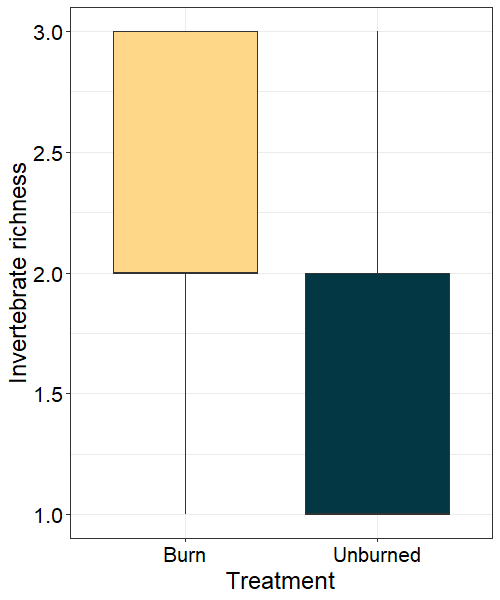 Invertebrate richness
3.0
2.5
2.0
1.5
1.0
Burn
Unburned
Treatment